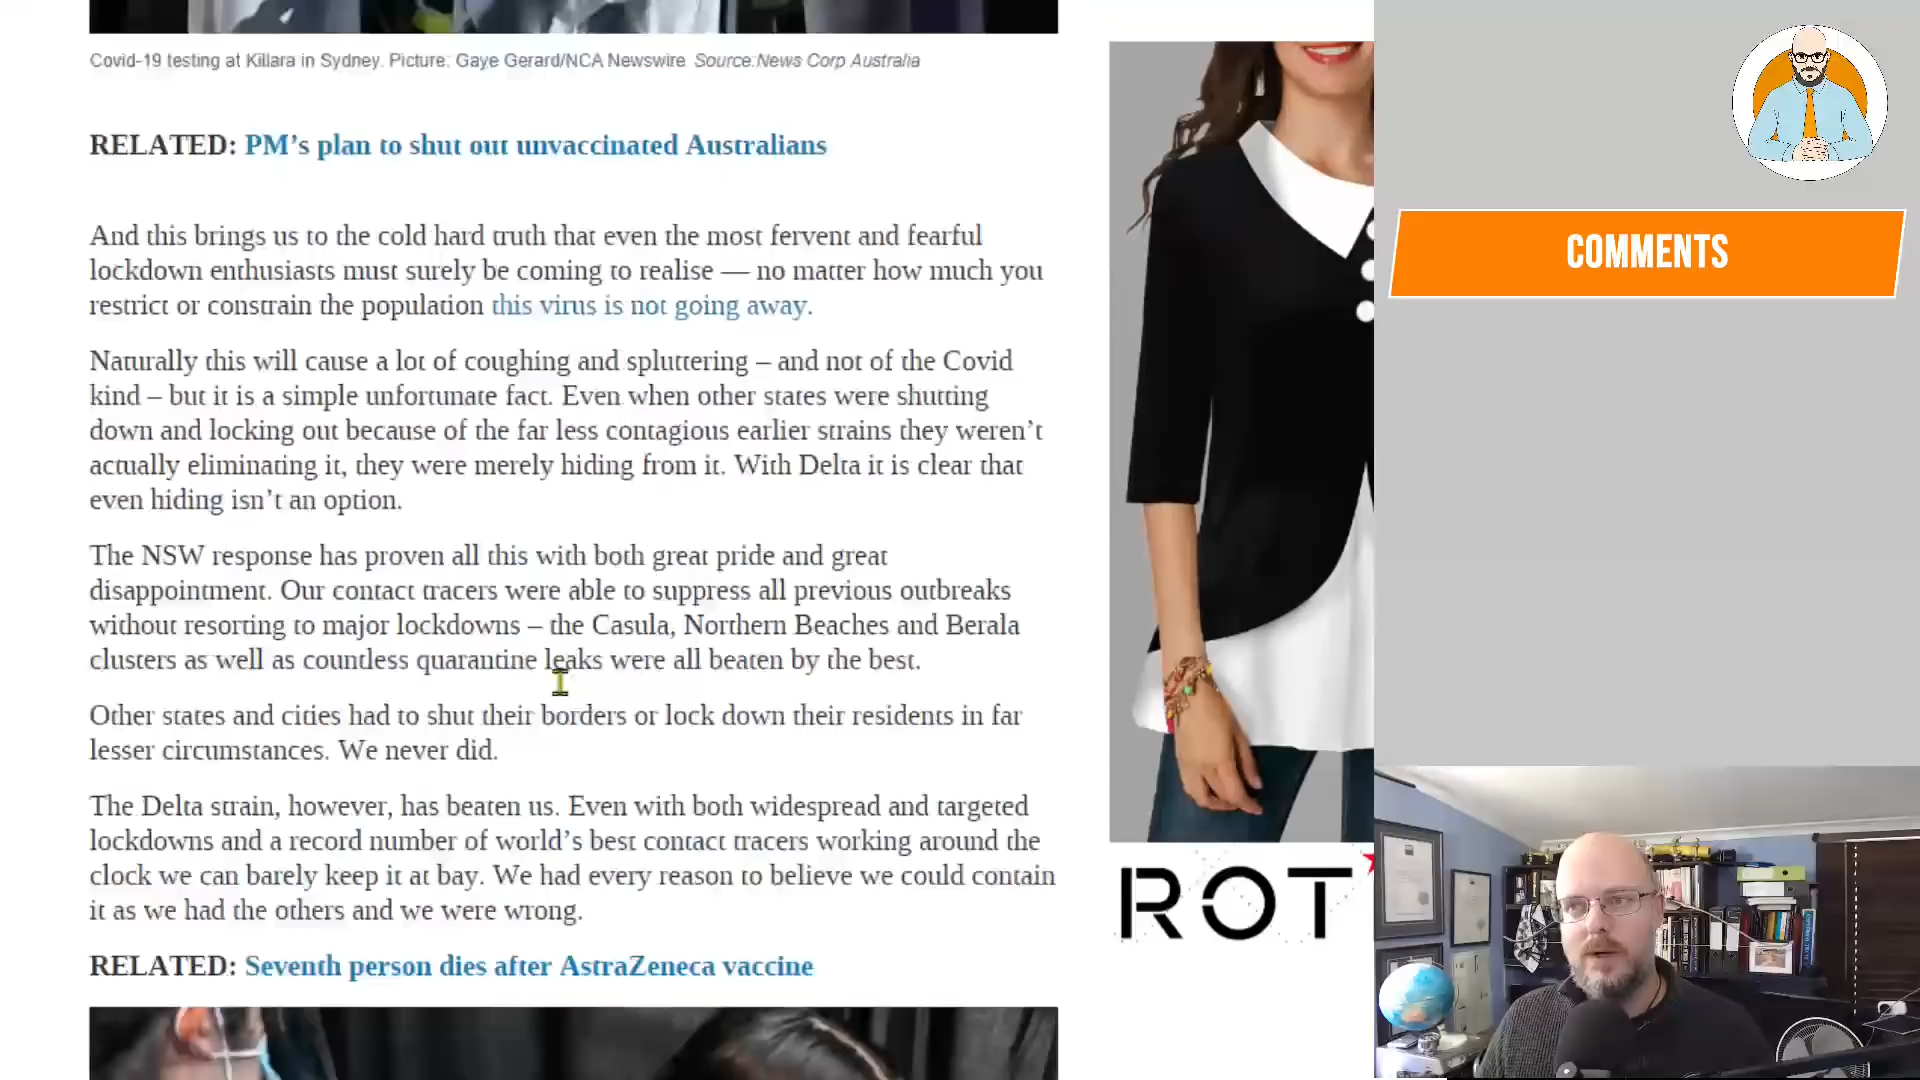 Covid-19 testing at Killara in Sydney. Picture: Gaye Gerard/NCA Newswire Source:News Corp Australia
RELATED: PM’s plan to shut out unvaccinated Australians
And this brings us to the cold hard truth that even the most fervent and fearful
lockdown enthusiasts must surely be coming to realise — no matter how much you
restrict or constrain the population this virus is not going away.
Naturally this will cause a lot of coughing and spluttering – and not of the Covid
kind – but it is a simple unfortunate fact. Even when other states were shutting
down and locking out because of the far less contagious earlier strains they weren’t
actually eliminating it, they were merely hiding from it. With Delta it is clear that
even hiding isn’t an option.
The NSW response has proven all this with both great pride and great
disappointment. Our contact tracers were able to suppress all previous outbreaks
without resorting to major lockdowns – the Casula, Northern Beaches and Berala
clusters as well as countless quarantine leaks were all beaten by the best.
Other states and cities had to shut their borders or lock down their residents in far
lesser circumstances. We never did.
The Delta strain, however, has beaten us. Even with both widespread and targeted
lockdowns and a record number of world’s best contact tracers working around the
clock we can barely keep it at bay. We had every reason to believe we could contain
it as we had the others and we were wrong.
RELATED: Seventh person dies after AstraZeneca vaccine
ROT
COMMENTS